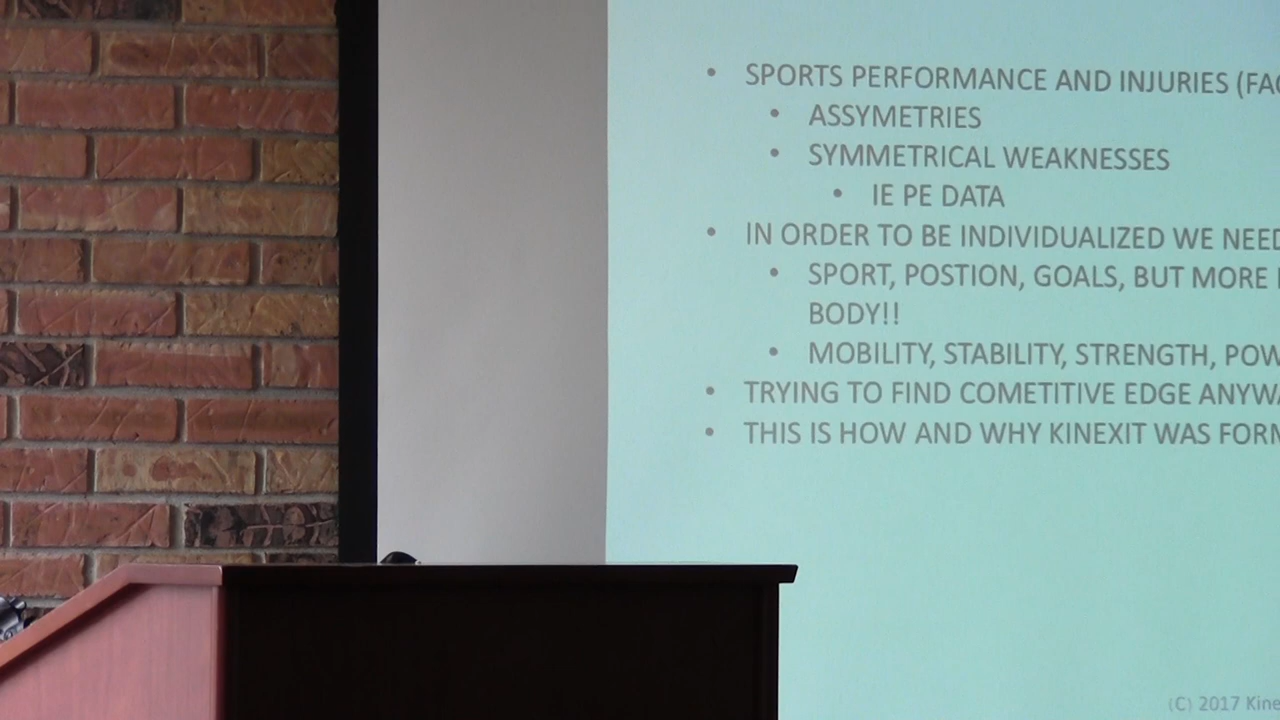 • SPORTS PERFORMANCE AND INJURIES (FAC
• ASSYMETRIES
• SYMMETRICAL WEAKNESSES
• IE PE DATA
• IN ORDER TO BE INDIVIDUALIZED WE NEED
• SPORT, POSTION, GOALS, BUT MORE
BODY!!
• MOBILITY, STABILITY, STRENGTH, POW
• TRYING TO FIND COMETITIVE EDGE ANYWA
• THIS IS HOW AND WHY KINEXIT WAS FORM
(C) 2017 Kine